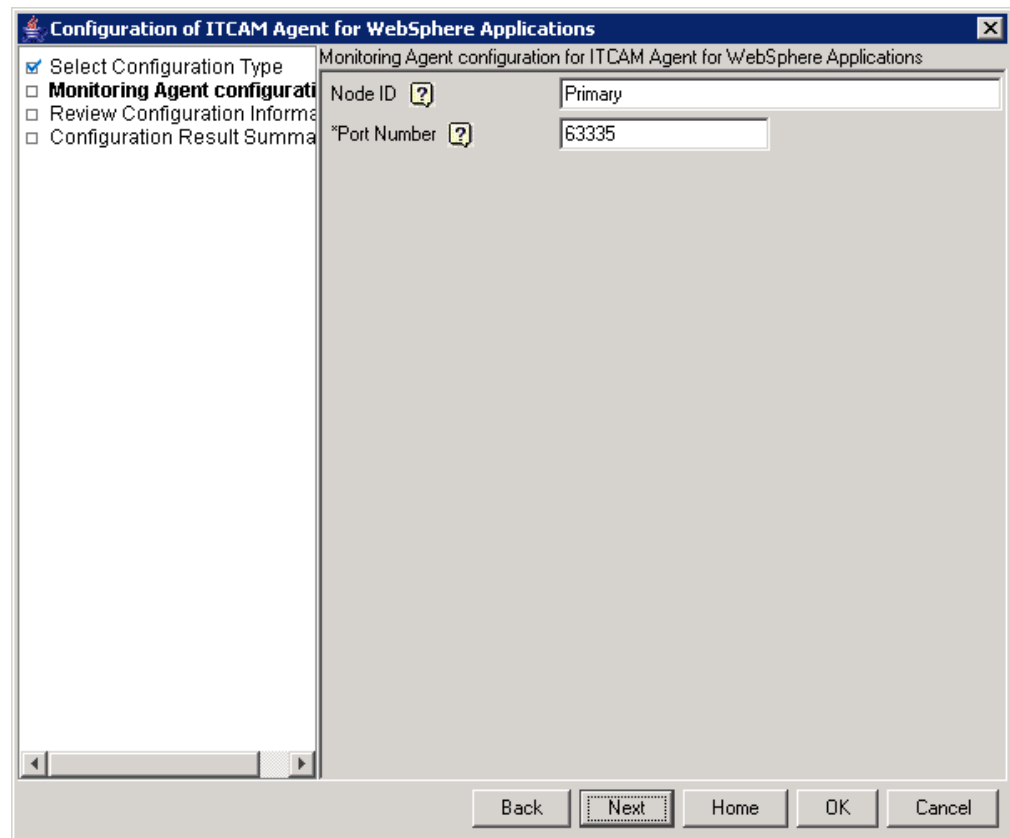 Configuration of ITCAM Agent for WebSphere Applications
Select Configuration Type
Monitoring Agent configurati
Review Configuration Informa
Configuration Result Summa
Monitoring Agent configuration for ITCAM Agent for WebSphere Applications
Node ID ? Primary
*Port Number ? 63335
Back Next Home OK Cancel